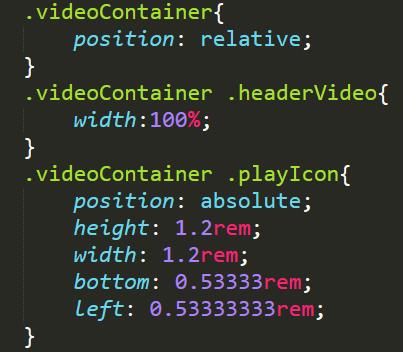 .videoContainer{
    position: relative;
}
.videoContainer .headerVideo{
    width:100%;
}
.videoContainer .playIcon{
    position: absolute;
    height: 1.2rem;
    width: 1.2rem;
    bottom: 0.53333rem;
    left: 0.53333333rem;
}